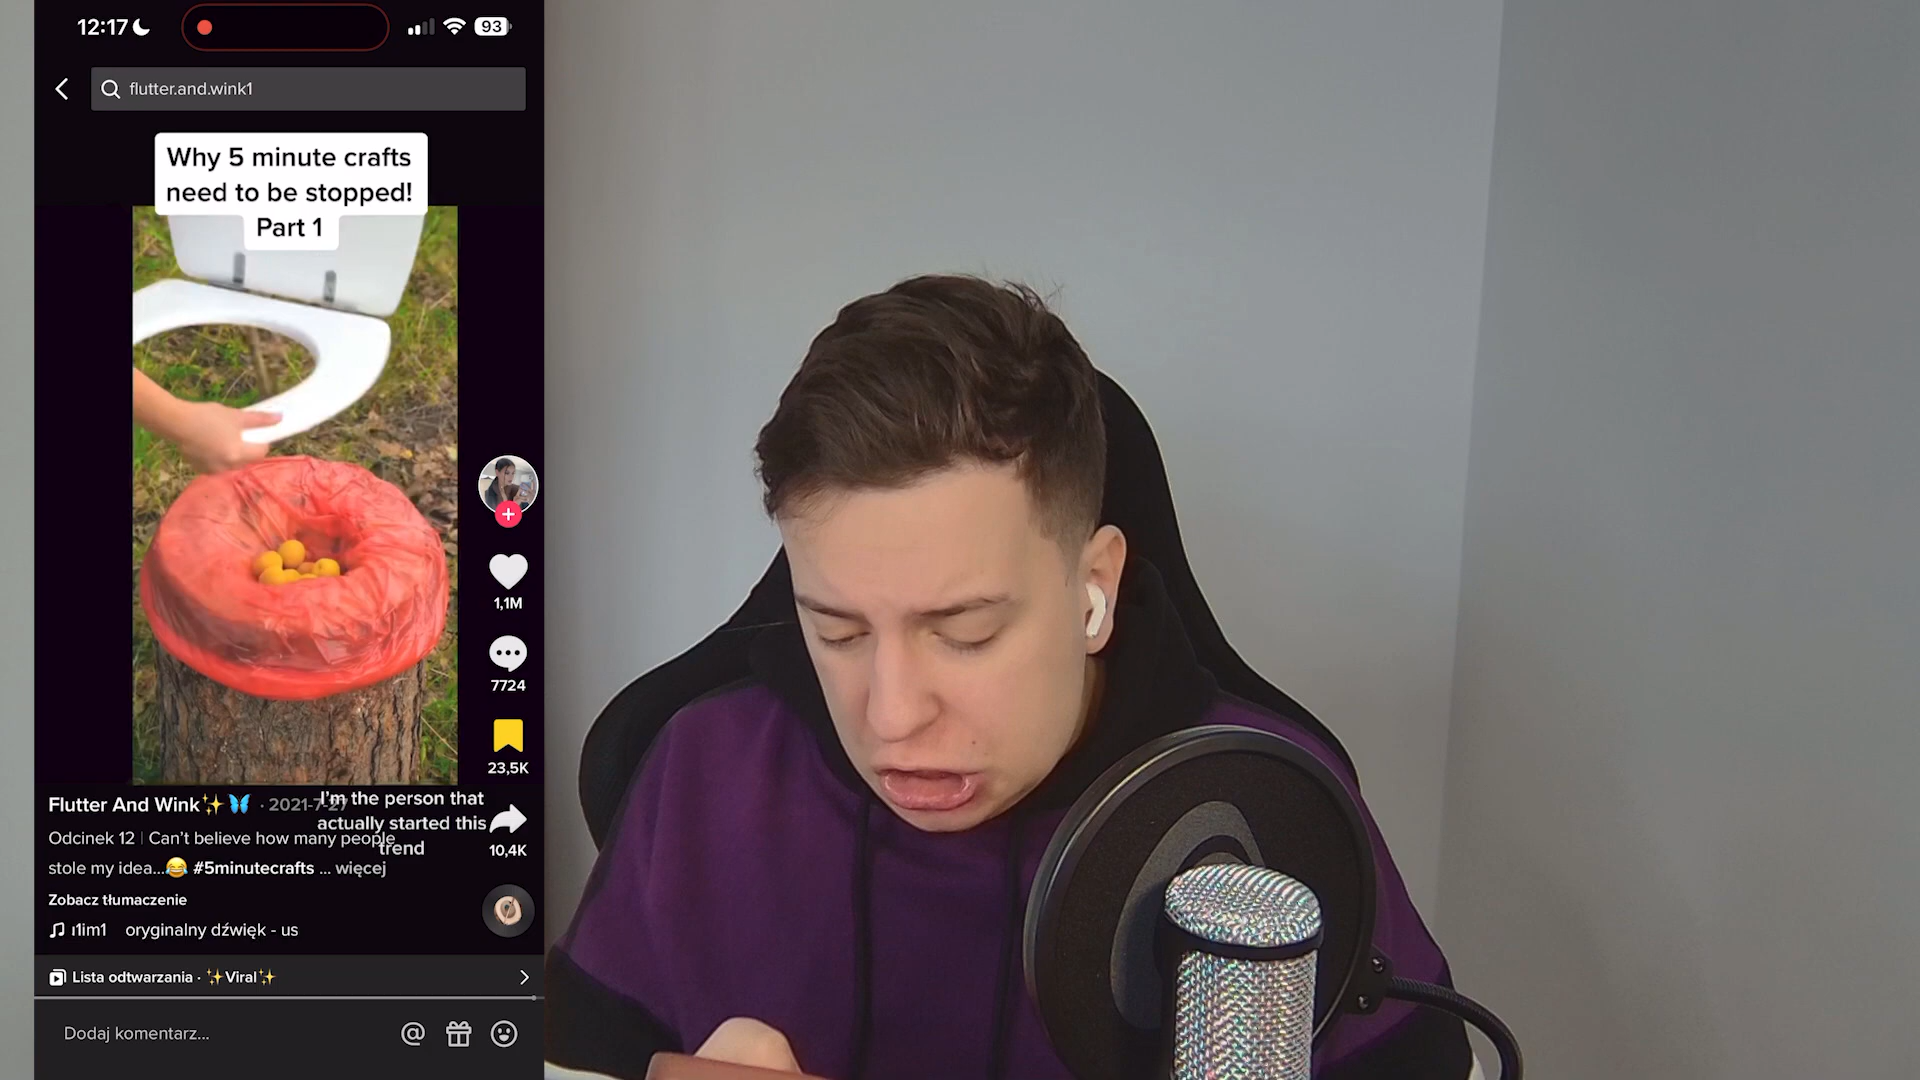 12:17
93
flutter.and.wink1
Why 5 minute crafts
need to be stopped!
Part 1
1,1M
7724
23,5K
10,4K
Flutter And Wink✨🦋 · 2021-7-27
I'm the person that
actually started this
trend
Odcinek 12 | Can't believe how many people
stole my idea...😂 #5minutecrafts ... więcej
Zobacz tłumaczenie
oryginalny dźwięk - us
Lista odtwarzania · ✨Viral✨
Dodaj komentarz...